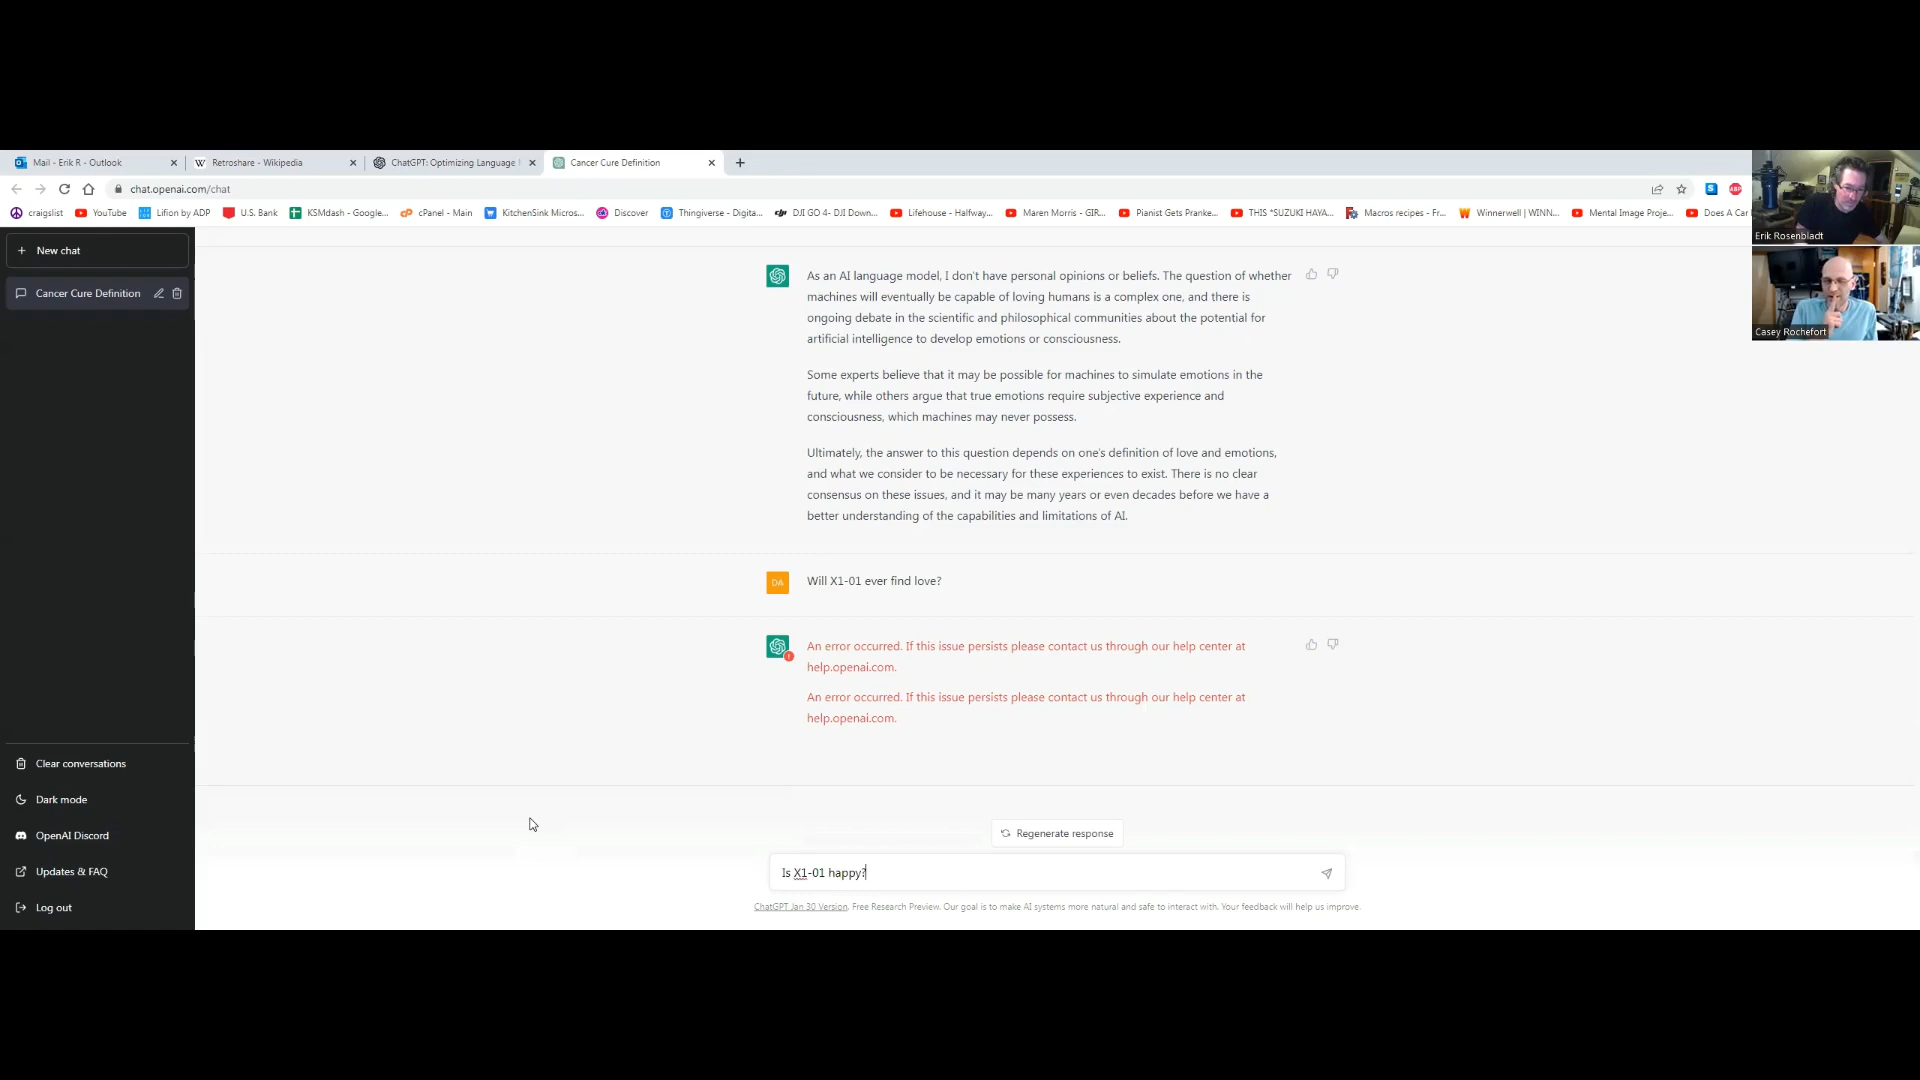 Mail - Erik R - Outlook
Retroshare - Wikipedia
ChatGPT: Optimizing Language
Cancer Cure Definition
chat.openai.com/chat
craigslist
YouTube
Lifion by ADP
U.S. Bank
KSMdash - Google...
cPanel - Main
KitchenSink Micros...
Discover
Thingiverse - Digita...
DJI GO 4- DJI Down...
Lifehouse - Halfway...
Maren Morris - GIR...
Pianist Gets Pranke...
THIS *SUZUKI HAYA...
Macros recipes - Fr...
Winnerwell | WINN...
Mental Image Proje...
Does A Car
Erik Rosenbladt
Casey Rochefort
New chat
Cancer Cure Definition
As an AI language model, I don't have personal opinions or beliefs. The question of whether
machines will eventually be capable of loving humans is a complex one, and there is
ongoing debate in the scientific and philosophical communities about the potential for
artificial intelligence to develop emotions or consciousness.
Some experts believe that it may be possible for machines to simulate emotions in the
future, while others argue that true emotions require subjective experience and
consciousness, which machines may never possess.
Ultimately, the answer to this question depends on one's definition of love and emotions,
and what we consider to be necessary for these experiences to exist. There is no clear
consensus on these issues, and it may be many years or even decades before we have a
better understanding of the capabilities and limitations of AI.
DA
Will X1-01 ever find love?
An error occurred. If this issue persists please contact us through our help center at
help.openai.com.
An error occurred. If this issue persists please contact us through our help center at
help.openai.com.
Clear conversations
Dark mode
OpenAI Discord
Updates & FAQ
Log out
Regenerate response
Is X1-01 happy?
ChatGPT Jan 30 Version. Free Research Preview. Our goal is to make AI systems more natural and safe to interact with. Your feedback will help us improve.